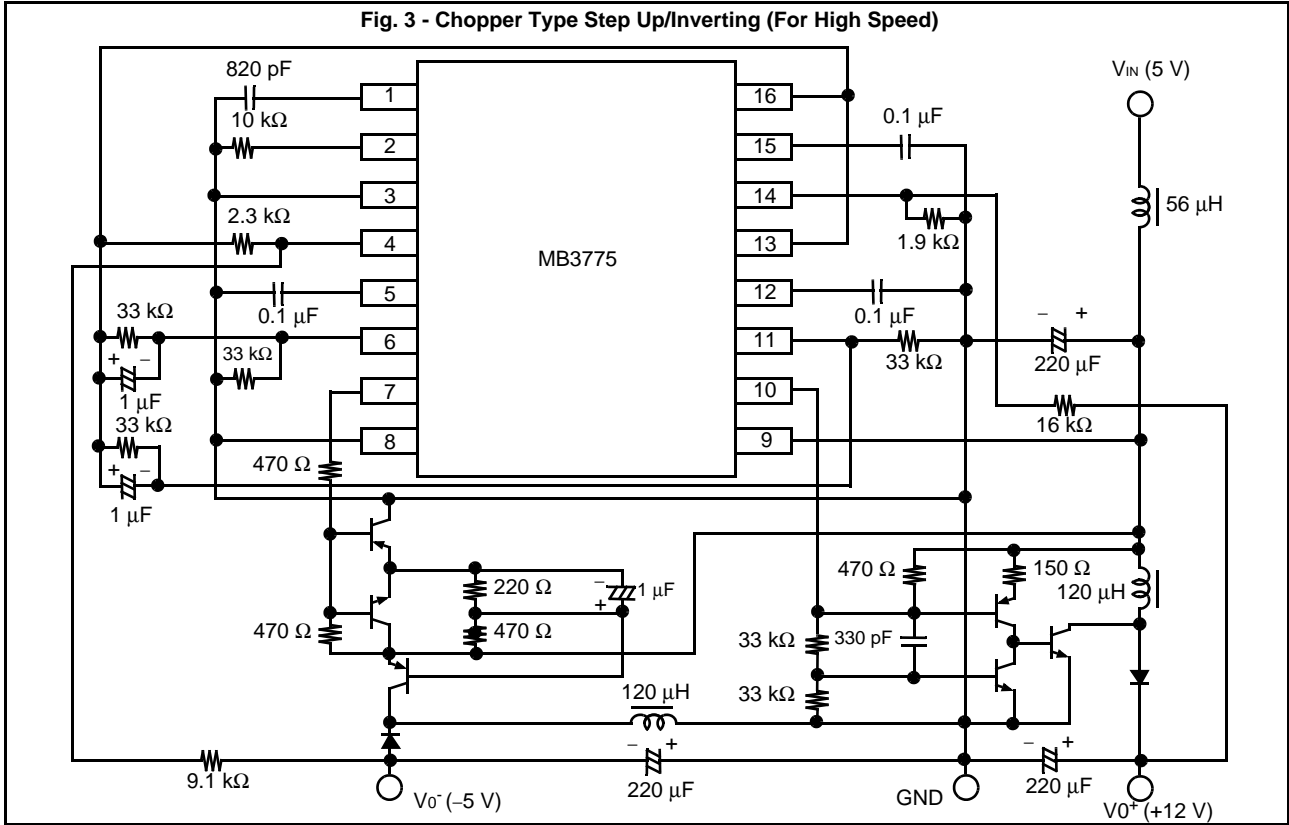 Fig. 3 - Chopper Type Step Up/Inverting (For High Speed)
820 pF
VIN (5 V)
1
16
10 kΩ
0.1 μF
2
15
3
14
56 μH
2.3 kΩ
1.9 kΩ
4
13
MB3775
5
12
33 kΩ
0.1 μF
0.1 μF
− +
6
11
33 kΩ
33 kΩ
+ −
220 μF
1 μF
7
10
33 kΩ
16 kΩ
8
9
470 Ω
+ −
1 μF
470 Ω
150 Ω
220 Ω
−
1 μF
+
120 μH
470 Ω
470 Ω
33 kΩ
330 pF
120 μH
33 kΩ
− +
− +
9.1 kΩ
220 μF
220 μF
V0- (−5 V)
GND
V0+ (+12 V)